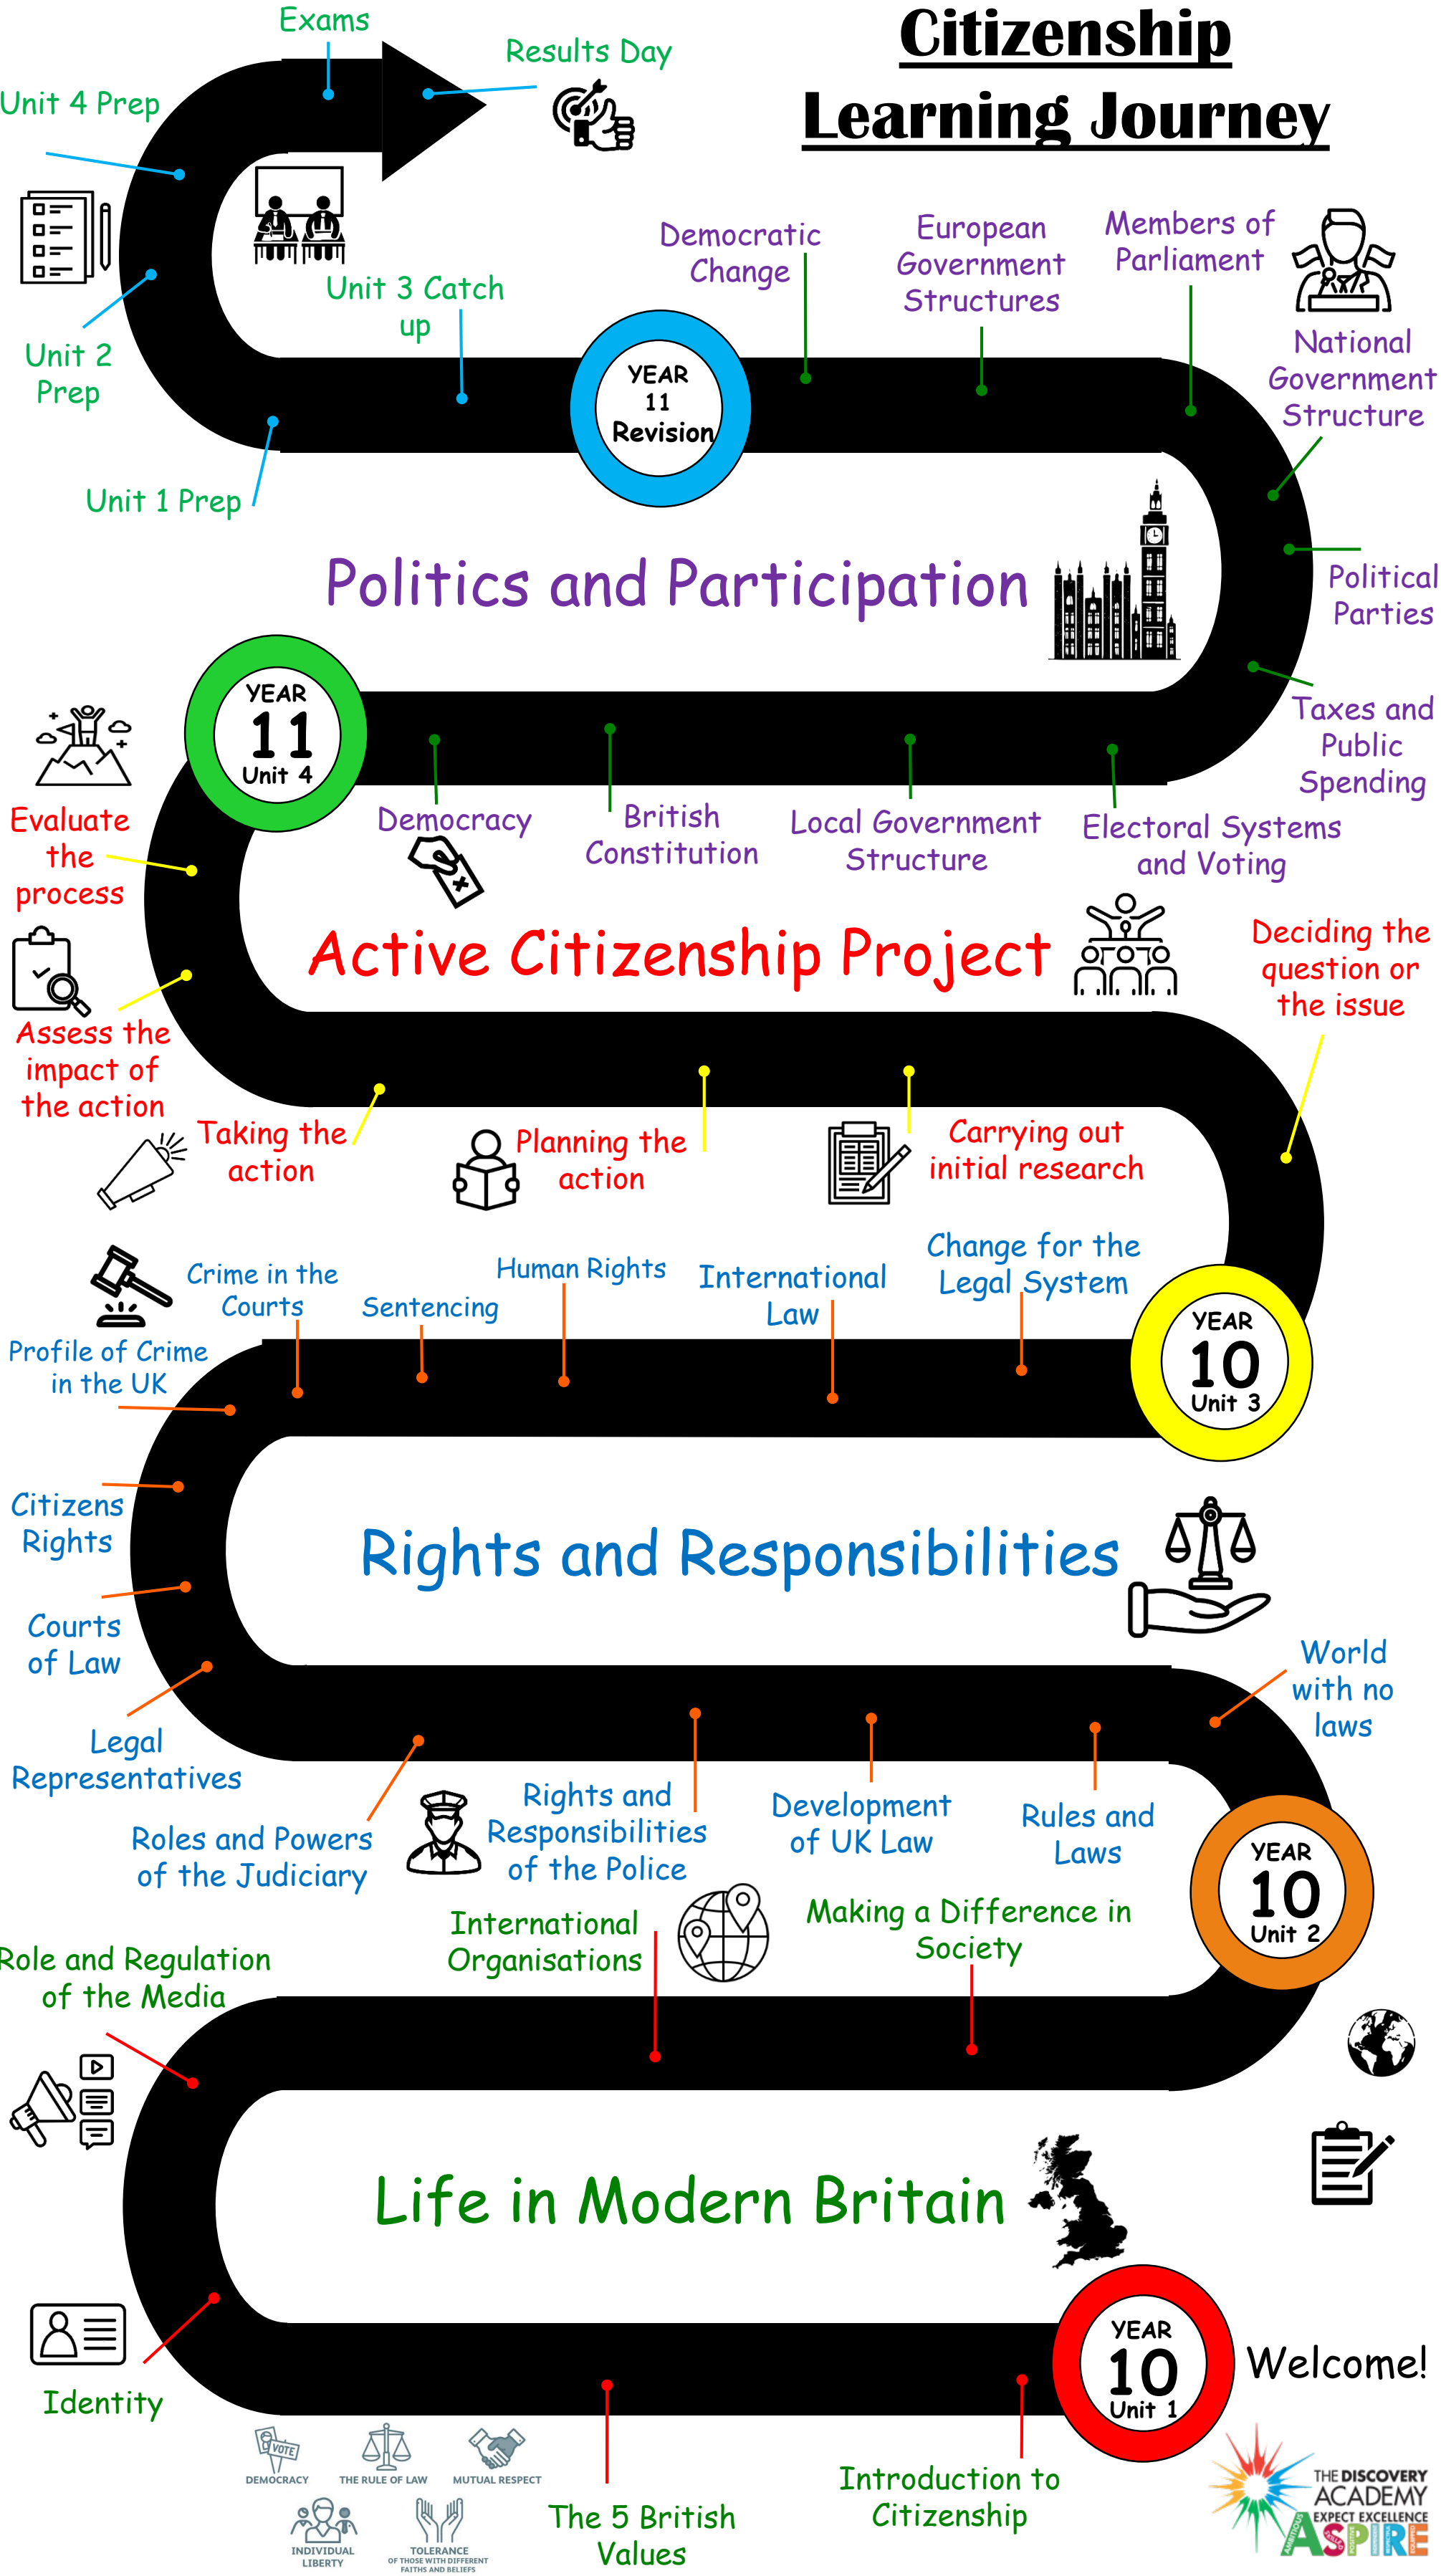 Citizenship
Learning Journey
Exams
Results Day
Unit 4 Prep
Unit 3 Catch
up
Unit 2
Prep
Unit 1 Prep
YEAR
11
Revision
Democratic
Change
European
Government
Structures
Members of
Parliament
National
Government
Structure
Political
Parties
Politics and Participation
Taxes and
Public
Spending
YEAR
11
Unit 4
Democracy
British
Constitution
Local Government
Structure
Electoral Systems
and Voting
Evaluate
the
process
Active Citizenship Project
Deciding the
question or
the issue
Assess the
impact of
the action
Taking the
action
Planning the
action
Carrying out
initial research
Profile of Crime
in the UK
Crime in the
Courts
Sentencing
Human Rights
International
Law
Change for the
Legal System
YEAR
10
Unit 3
Citizens
Rights
Rights and Responsibilities
Courts
of Law
Legal
Representatives
Roles and Powers
of the Judiciary
Rights and
Responsibilities
of the Police
Development
of UK Law
Rules and
Laws
World
with no
laws
YEAR
10
Unit 2
Role and Regulation
of the Media
International
Organisations
Making a Difference in
Society
Life in Modern Britain
Identity
YEAR
10
Unit 1
Welcome!
VOTE
DEMOCRACY
THE RULE OF LAW
MUTUAL RESPECT
INDIVIDUAL
LIBERTY
TOLERANCE
OF THOSE WITH DIFFERENT
FAITHS AND BELIEFS
The 5 British
Values
Introduction to
Citizenship
THE DISCOVERY
ACADEMY
EXPECT EXCELLENCE
ASPIRE